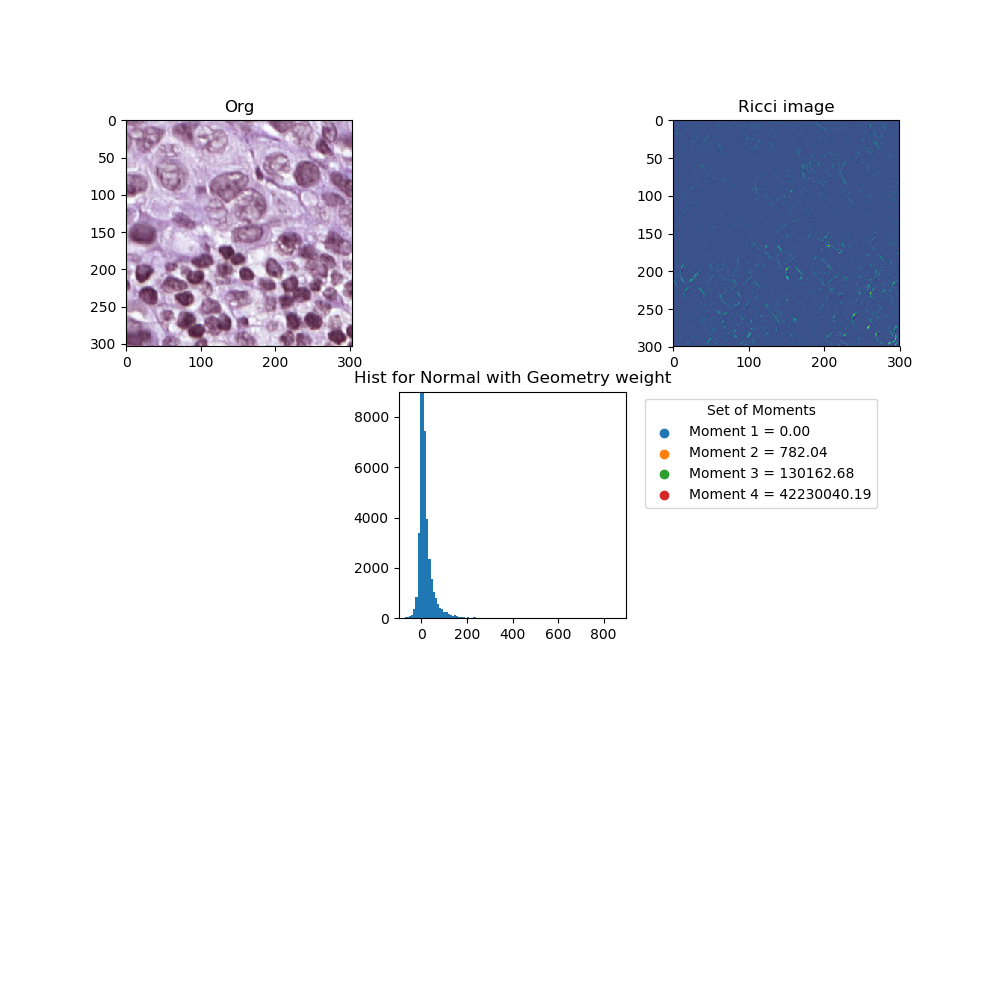 Org
0
50
100
150
200
250
300
0 100 200 300
Ricci image
0
50
100
150
200
250
300
0 100 200 300
Hist for Normal with Geometry weight
8000
6000
4000
2000
0
0 200 400 600 800
Set of Moments
Moment 1 = 0.00
Moment 2 = 782.04
Moment 3 = 130162.68
Moment 4 = 42230040.19